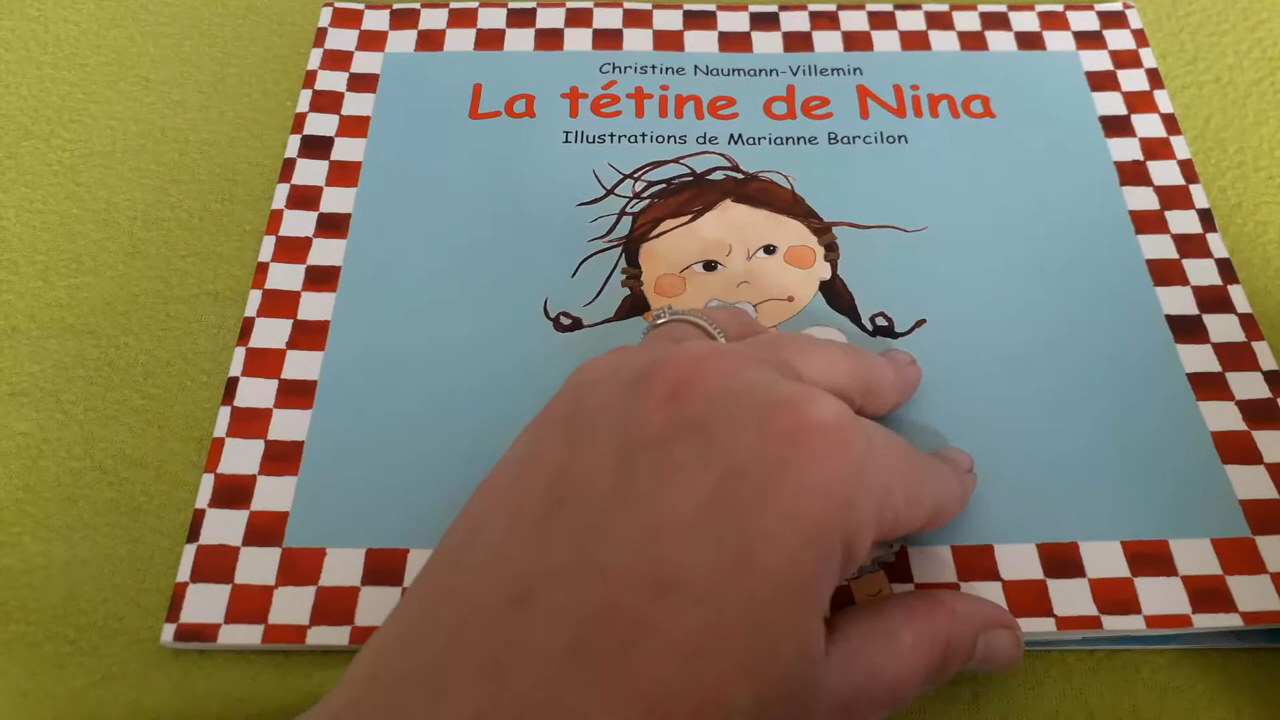 Christine Naumann-Villemin
La tétine de Nina
Illustrations de Marianne Barcilon